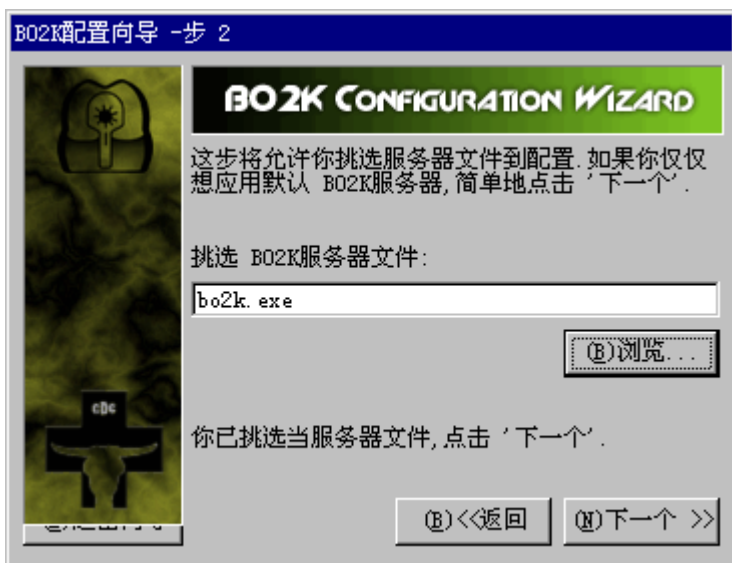 BO2K配置向导 -步 2
BO2K CONFIGURATION WIZARD
这步将允许你挑选服务器文件到配置.如果你仅仅
想应用默认 BO2K服务器,简单地点击 '下一个'.
挑选 BO2K服务器文件:
bo2k.exe
(B)浏览...
cDc
你已挑选当服务器文件,点击 '下一个'.
(B)<<返回
(N)下一个 >>